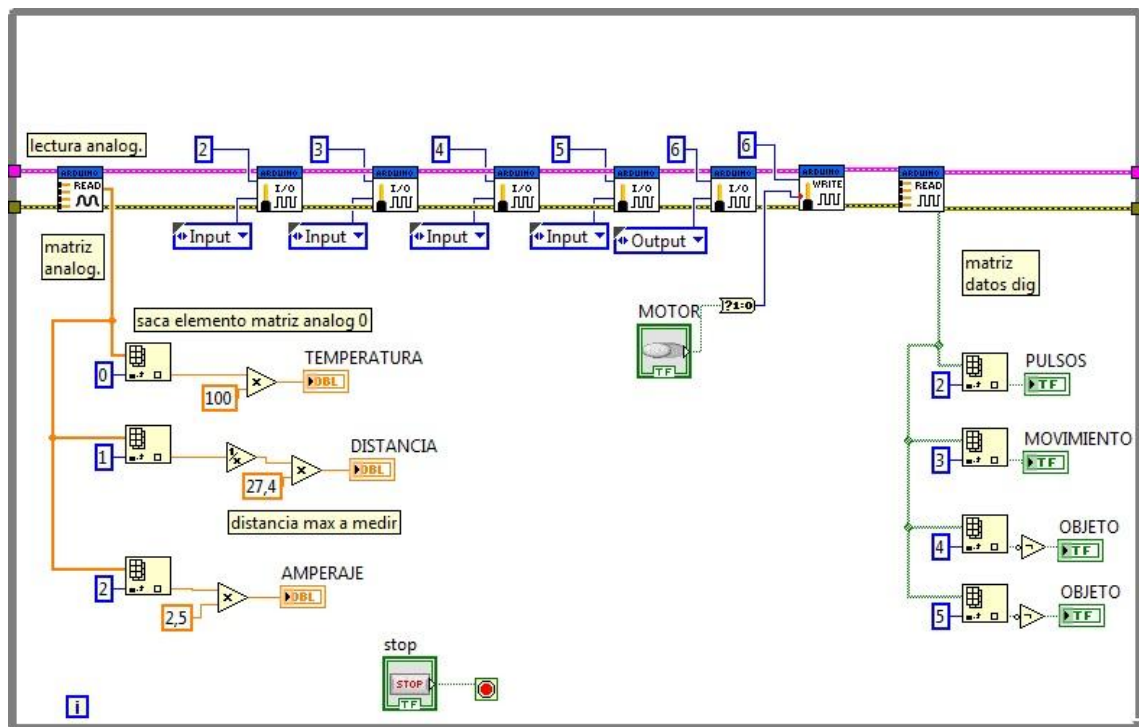 lectura analog.
2
3
4
5
6
6
ARDUINO
READ
ARDUINO
I/O
ARDUINO
I/O
ARDUINO
I/O
ARDUINO
I/O
ARDUINO
I/O
ARDUINO
WRITE
ARDUINO
READ
Input
Input
Input
Input
Output
matriz
analog.
matriz
datos dig
saca elemento matriz analog 0
MOTOR
?1:0
TF
0
100
TEMPERATURA
DBL
1
1/x
x
27,4
DISTANCIA
DBL
distancia max a medir
2
x
2,5
AMPERAJE
DBL
x
2
PULSOS
TF
3
MOVIMIENTO
TF
4
OBJETO
TF
5
OBJETO
TF
stop
STOP
TF
i